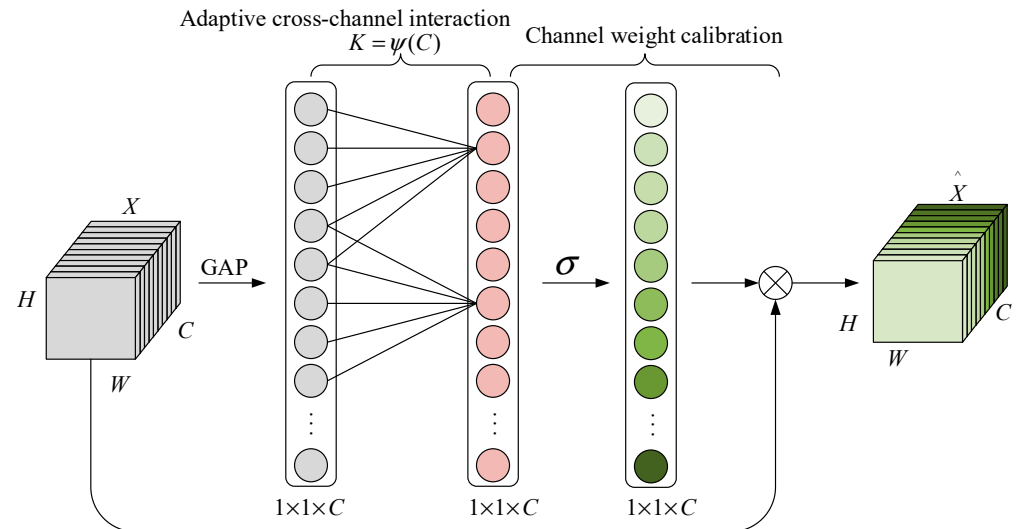 Adaptive cross-channel interaction
K = ψ(C)
Channel weight calibration
X
H
W
C
GAP
σ
X̂
H
W
C
1×1×C
1×1×C
1×1×C